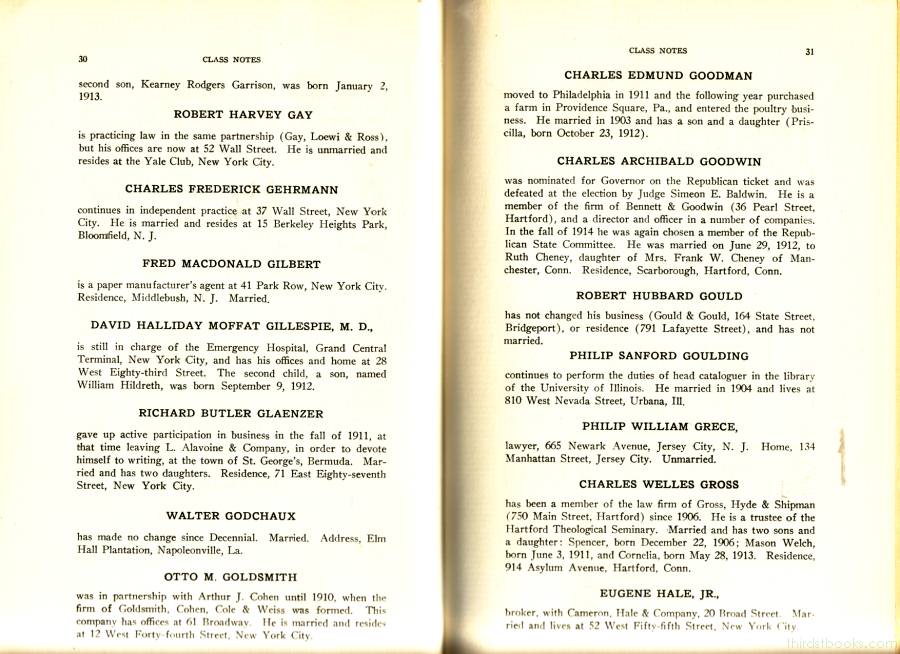 30
CLASS NOTES
second son, Kearney Rodgers Garrison, was born January 2,
1913.
ROBERT HARVEY GAY
is practicing law in the same partnership (Gay, Loewi & Ross),
but his offices are now at 52 Wall Street. He is unmarried and
resides at the Yale Club, New York City.
CHARLES FREDERICK GEHRMANN
continues in independent practice at 37 Wall Street, New York
City. He is married and resides at 15 Berkeley Heights Park,
Bloomfield, N. J.
FRED MACDONALD GILBERT
is a paper manufacturer's agent at 41 Park Row, New York City.
Residence, Middlebush, N. J. Married.
DAVID HALLIDAY MOFFAT GILLESPIE, M. D.,
is still in charge of the Emergency Hospital, Grand Central
Terminal, New York City, and has his offices and home at 28
West Eighty-third Street. The second child, a son, named
William Hildreth, was born September 9, 1912.
RICHARD BUTLER GLAENZER
gave up active participation in business in the fall of 1911, at
that time leaving L. Alavoine & Company, in order to devote
himself to writing, at the town of St. George's, Bermuda. Mar-
ried and has two daughters. Residence, 71 East Eighty-seventh
Street, New York City.
WALTER GODCHAUX
has made no change since Decennial. Married. Address, Elm
Hall Plantation, Napoleonville, La.
OTTO M. GOLDSMITH
was in partnership with Arthur J. Cohen until 1910, when the
firm of Goldsmith, Cohen, Cole & Weiss was formed. This
company has offices at 61 Broadway. He is married and resides
at 12 West Forty-fourth Street, New York City.
CLASS NOTES
31
CHARLES EDMUND GOODMAN
moved to Philadelphia in 1911 and the following year purchased
a farm in Providence Square, Pa., and entered the poultry busi-
ness. He married in 1903 and has a son and a daughter (Pris-
cilla, born October 23, 1912).
CHARLES ARCHIBALD GOODWIN
was nominated for Governor on the Republican ticket and was
defeated at the election by Judge Simeon E. Baldwin. He is a
member of the firm of Bennett & Goodwin (36 Pearl Street,
Hartford), and a director and officer in a number of companies.
In the fall of 1914 he was again chosen a member of the Repub-
lican State Committee. He was married on June 29, 1912, to
Ruth Cheney, daughter of Mrs. Frank W. Cheney of Man-
chester, Conn. Residence, Scarborough, Hartford, Conn.
ROBERT HUBBARD GOULD
has not changed his business (Gould & Gould, 164 State Street,
Bridgeport), or residence (791 Lafayette Street), and has not
married.
PHILIP SANFORD GOULDING
continues to perform the duties of head cataloguer in the library
of the University of Illinois. He married in 1904 and lives at
810 West Nevada Street, Urbana, Ill.
PHILIP WILLIAM GRECE,
lawyer, 665 Newark Avenue, Jersey City, N. J. Home, 134
Manhattan Street, Jersey City. Unmarried.
CHARLES WELLES GROSS
has been a member of the law firm of Gross, Hyde & Shipman
(750 Main Street, Hartford) since 1906. He is a trustee of the
Hartford Theological Seminary. Married and has two sons and
a daughter: Spencer, born December 22, 1906; Mason Welch,
born June 3, 1911, and Cornelia, born May 28, 1913. Residence,
914 Asylum Avenue, Hartford, Conn.
EUGENE HALE, JR.,
broker, with Cameron, Hale & Company, 20 Broad Street. Mar-
ried and lives at 52 West Fifty-fifth Street, New York City.
thirdstbooks.com